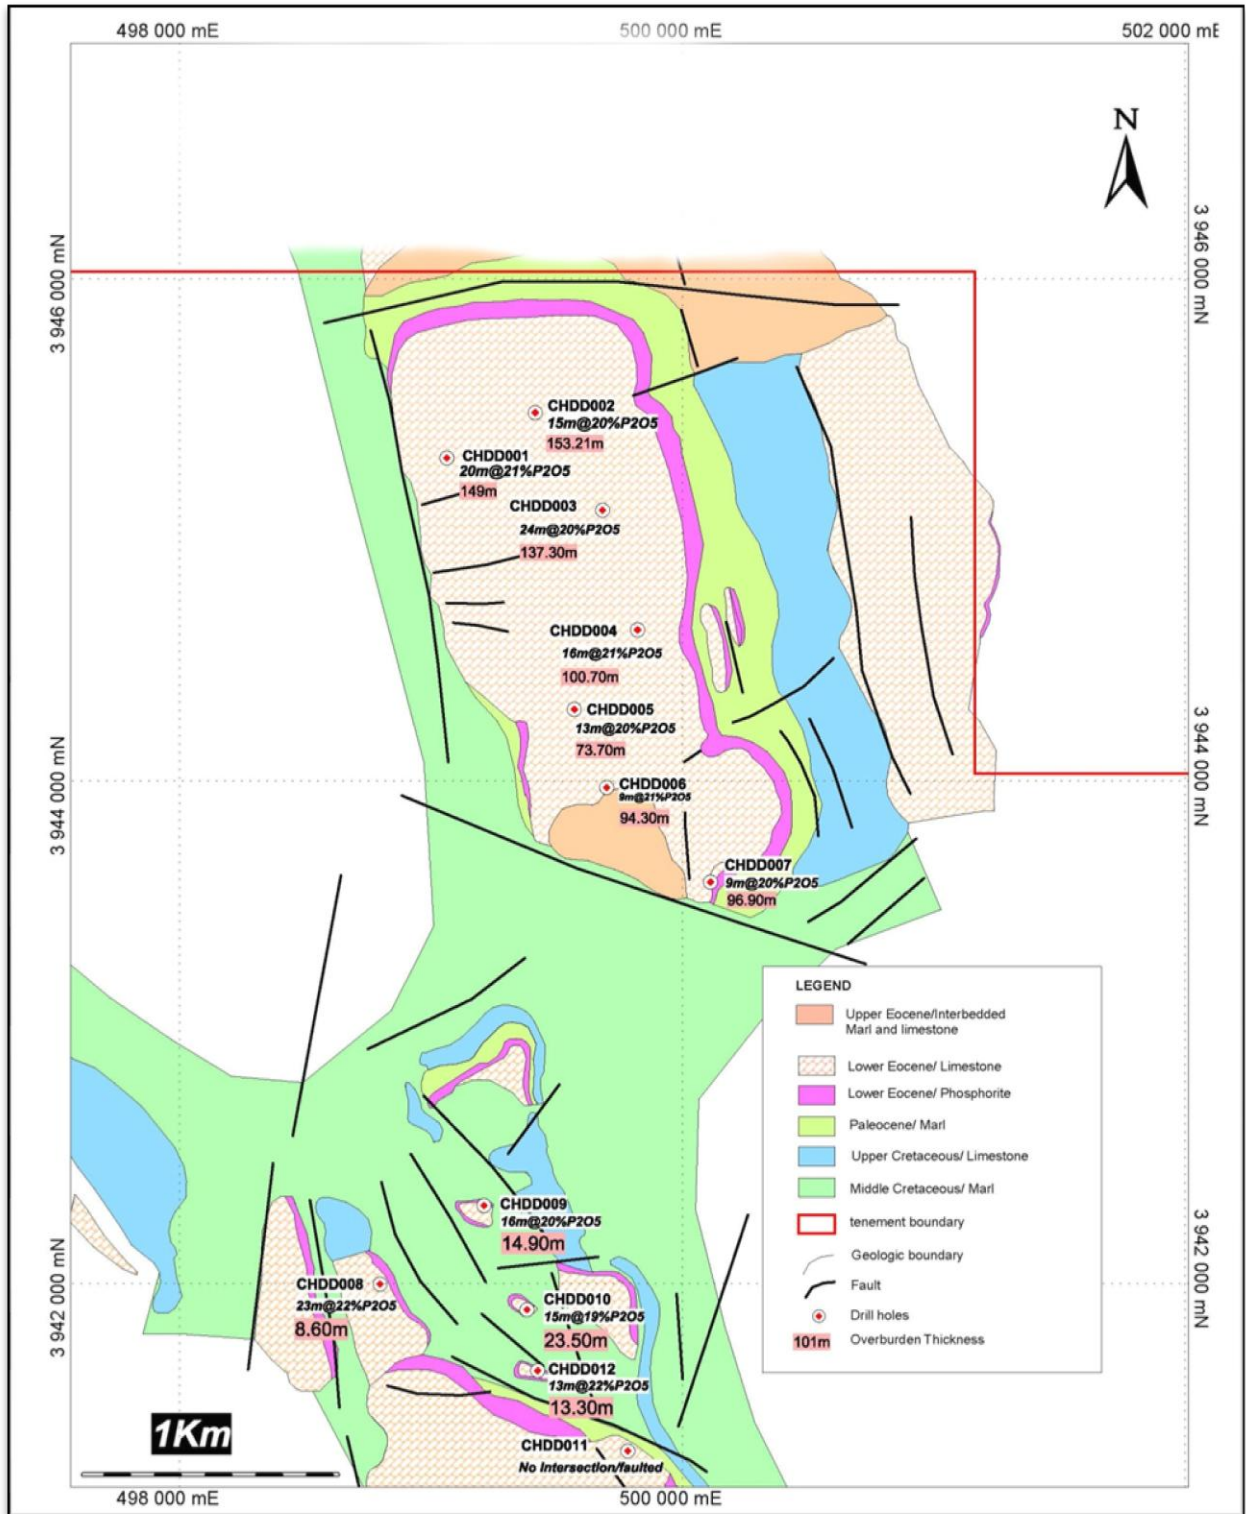 498 000 mE
500 000 mE
502 000 mE
N
3 946 000 mN
3 946 000 mN
CHDD002
15m@20%P2O5
153.21m
CHDD001
20m@21%P2O5
149m
CHDD003
24m@20%P2O5
137.30m
CHDD004
16m@21%P2O5
100.70m
CHDD005
13m@20%P2O5
73.70m
3 944 000 mN
3 944 000 mN
CHDD006
9m@21%P2O5
94.30m
CHDD007
9m@20%P2O5
96.90m
LEGEND
Upper Eocene/Interbedded
Marl and limestone
Lower Eocene/ Limestone
Lower Eocene/ Phosphorite
Paleocene/ Marl
Upper Cretaceous/ Limestone
Middle Cretaceous/ Marl
tenement boundary
Geologic boundary
Fault
Drill holes
101m
Overburden Thickness
CHDD009
16m@20%P2O5
14.90m
3 942 000 mN
3 942 000 mN
CHDD008
23m@22%P2O5
8.60m
CHDD010
15m@19%P2O5
23.50m
CHDD012
13m@22%P2O5
13.30m
CHDD011
No Intersection/faulted
1Km
498 000 mE
500 000 mE